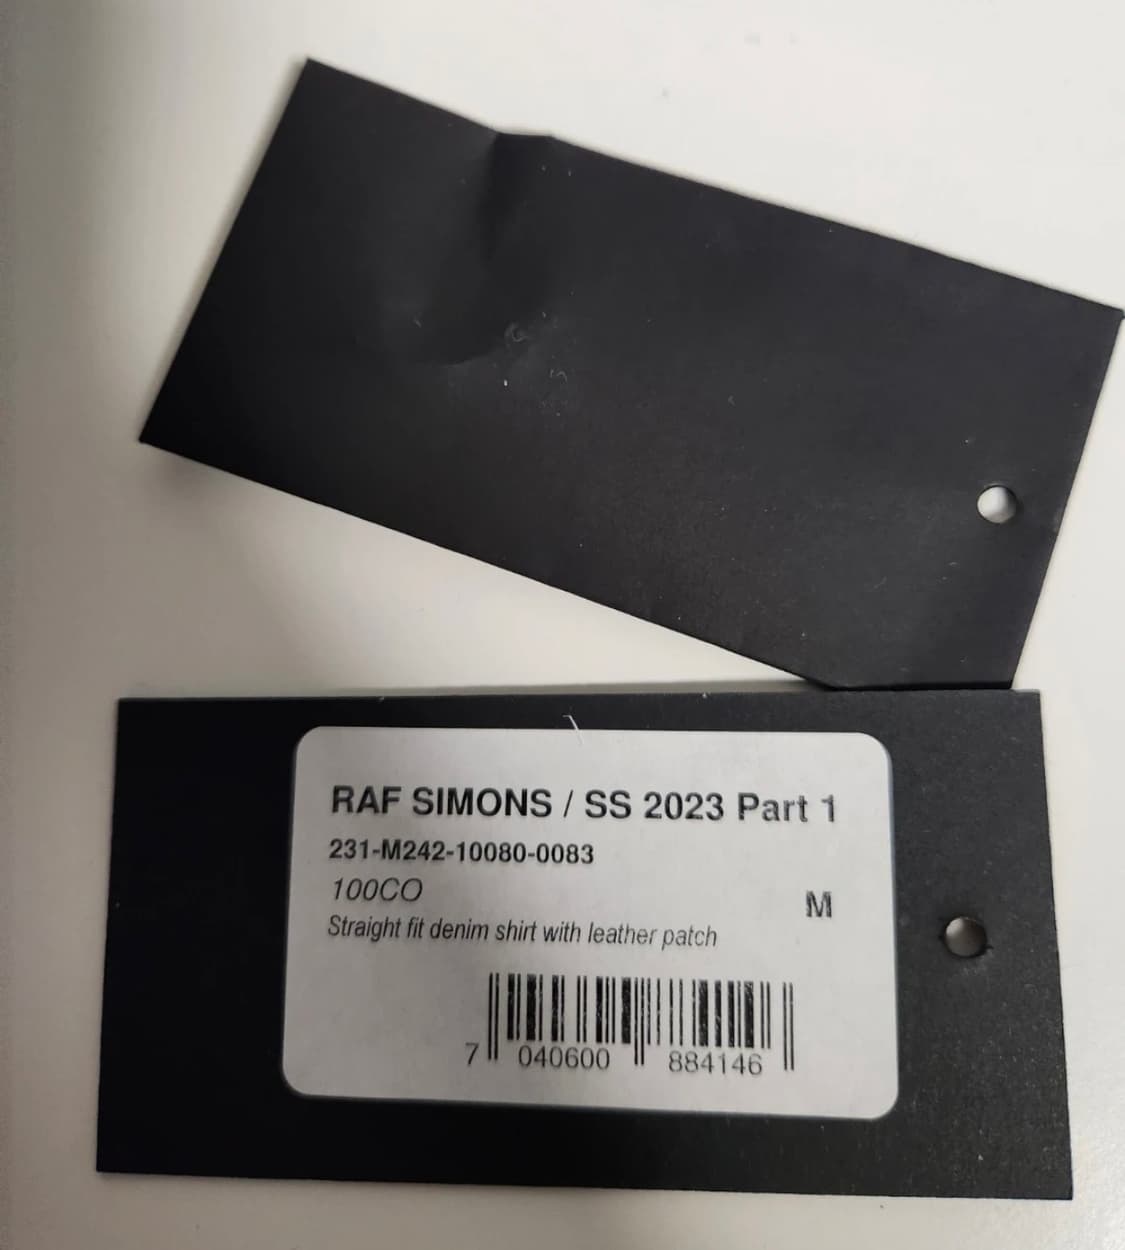 RAF SIMONS / SS 2023 Part 1
231-M242-10080-0083
100CO
M
Straight fit denim shirt with leather patch
7 040600 884146